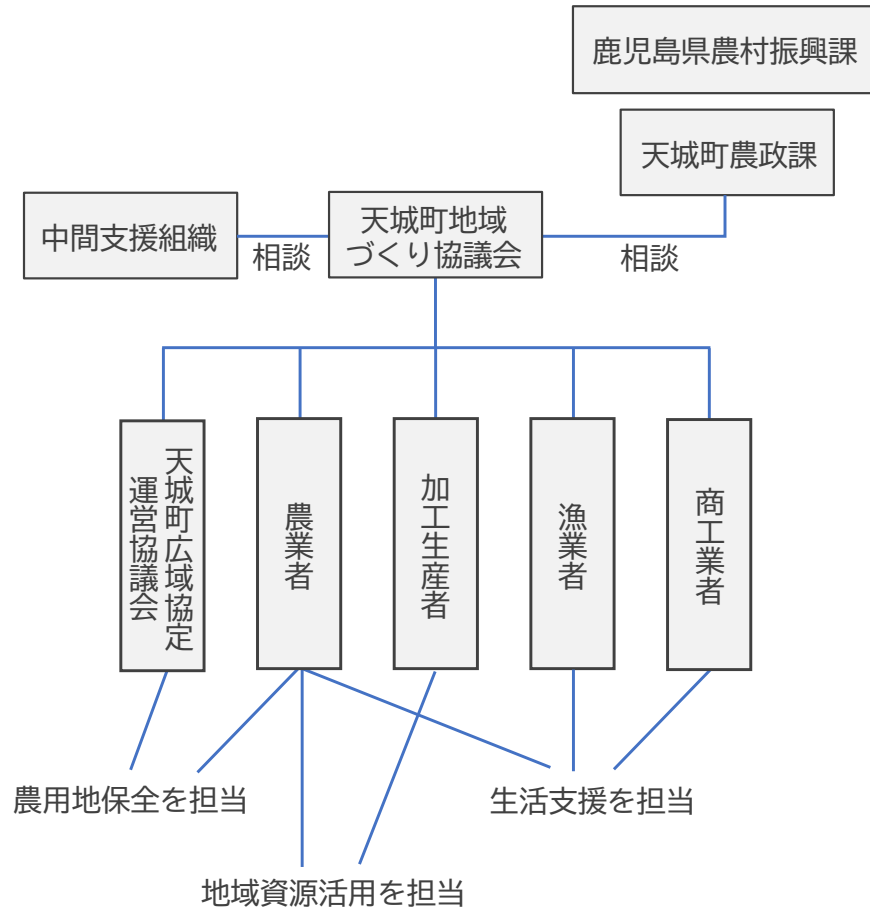 鹿児島県農村振興課
天城町農政課
中間支援組織
相談
天城町地域
づくり協議会
相談
天城町広域協定
運営協議会
農業者
加工生産者
漁業者
商工業者
農用地保全を担当
生活支援を担当
地域資源活用を担当